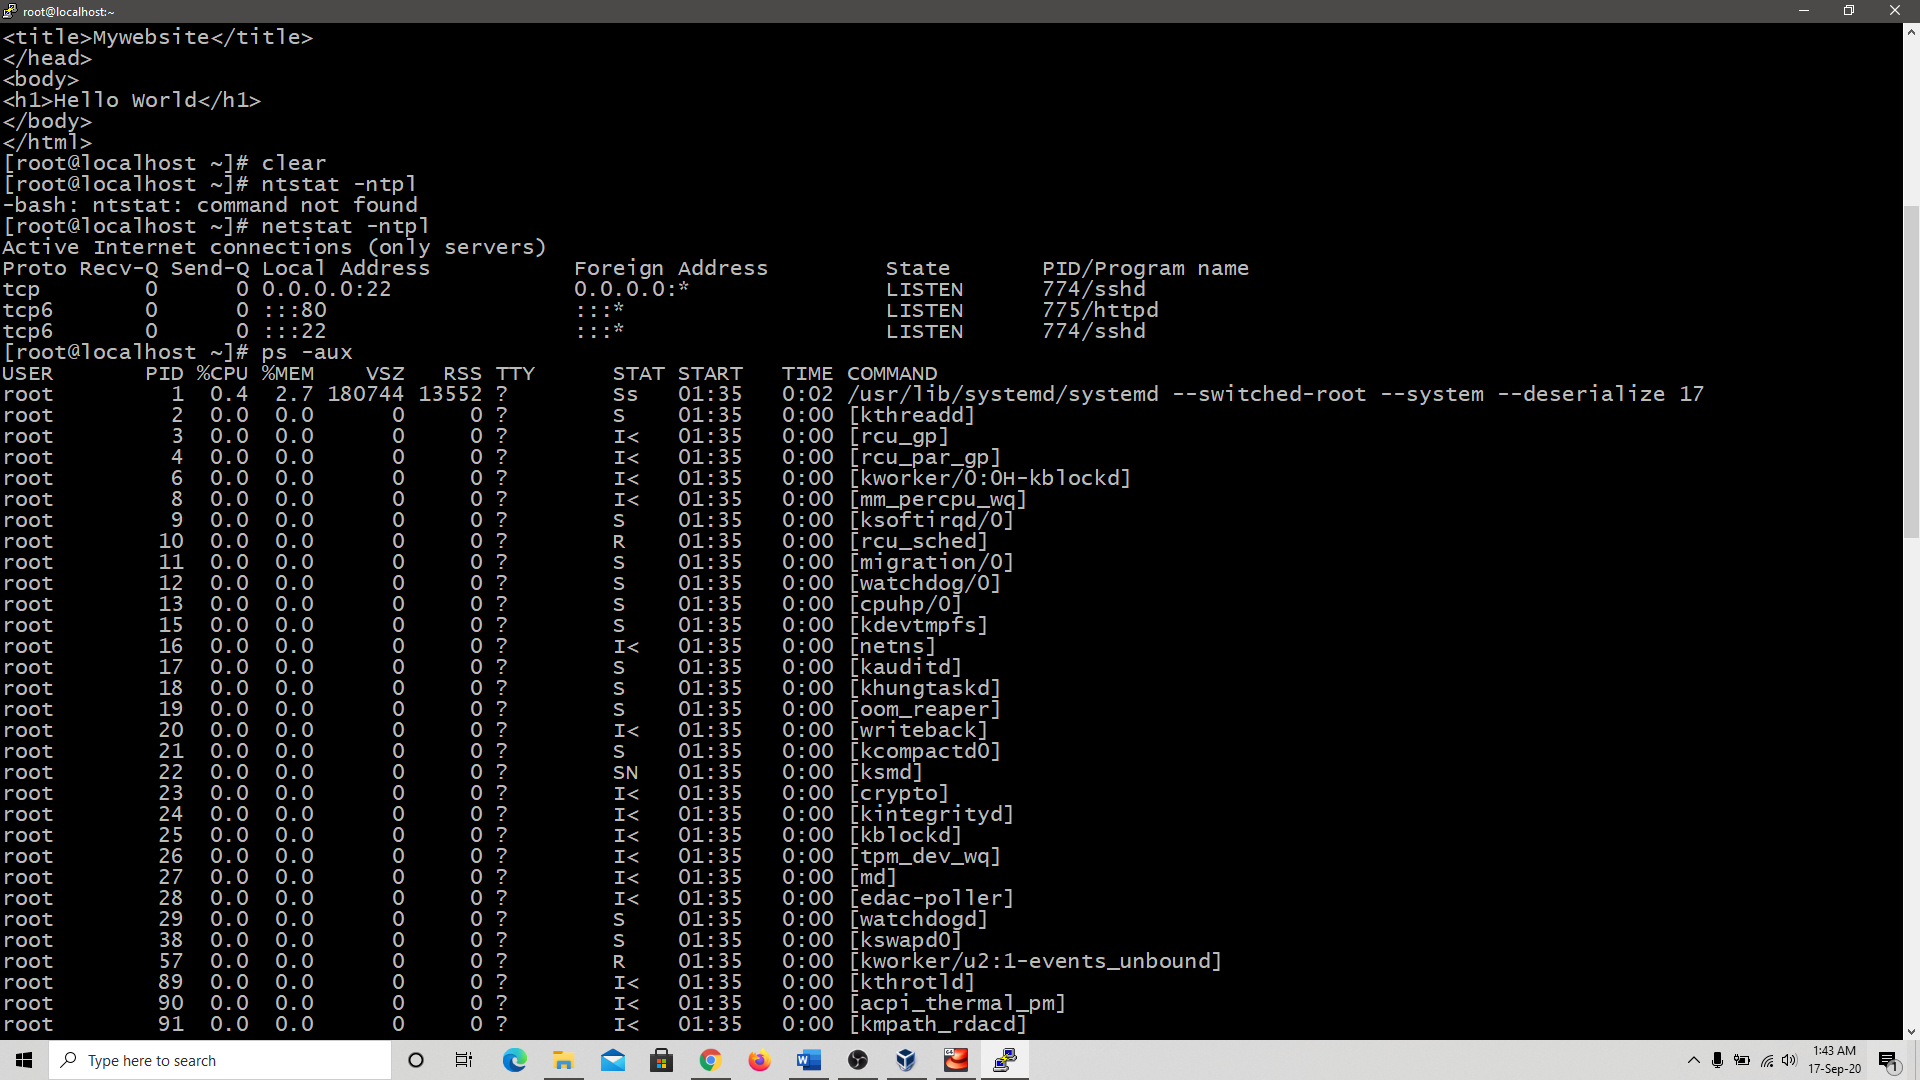 root@localhost:~
<title>Mywebsite</title>
</head>
<body>
<h1>Hello World</h1>
</body>
</html>
[root@localhost ~]# clear
[root@localhost ~]# ntstat -ntpl
-bash: ntstat: command not found
[root@localhost ~]# netstat -ntpl
Active Internet connections (only servers)
Proto Recv-Q Send-Q Local Address           Foreign Address         State       PID/Program name
tcp        0      0 0.0.0.0:22              0.0.0.0:*               LISTEN      774/sshd
tcp6       0      0 :::80                   :::*                    LISTEN      775/httpd
tcp6       0      0 :::22                   :::*                    LISTEN      774/sshd
[root@localhost ~]# ps -aux
USER       PID %CPU %MEM    VSZ   RSS TTY      STAT START   TIME COMMAND
root         1  0.4  2.7 180744 13552 ?        Ss   01:35   0:02 /usr/lib/systemd/systemd --switched-root --system --deserialize 17
root         2  0.0  0.0      0     0 ?        S    01:35   0:00 [kthreadd]
root         3  0.0  0.0      0     0 ?        I<   01:35   0:00 [rcu_gp]
root         4  0.0  0.0      0     0 ?        I<   01:35   0:00 [rcu_par_gp]
root         6  0.0  0.0      0     0 ?        I<   01:35   0:00 [kworker/0:0H-kblockd]
root         8  0.0  0.0      0     0 ?        I<   01:35   0:00 [mm_percpu_wq]
root         9  0.0  0.0      0     0 ?        S    01:35   0:00 [ksoftirqd/0]
root        10  0.0  0.0      0     0 ?        R    01:35   0:00 [rcu_sched]
root        11  0.0  0.0      0     0 ?        S    01:35   0:00 [migration/0]
root        12  0.0  0.0      0     0 ?        S    01:35   0:00 [watchdog/0]
root        13  0.0  0.0      0     0 ?        S    01:35   0:00 [cpuhp/0]
root        15  0.0  0.0      0     0 ?        S    01:35   0:00 [kdevtmpfs]
root        16  0.0  0.0      0     0 ?        I<   01:35   0:00 [netns]
root        17  0.0  0.0      0     0 ?        S    01:35   0:00 [kauditd]
root        18  0.0  0.0      0     0 ?        S    01:35   0:00 [khungtaskd]
root        19  0.0  0.0      0     0 ?        S    01:35   0:00 [oom_reaper]
root        20  0.0  0.0      0     0 ?        I<   01:35   0:00 [writeback]
root        21  0.0  0.0      0     0 ?        S    01:35   0:00 [kcompactd0]
root        22  0.0  0.0      0     0 ?        SN   01:35   0:00 [ksmd]
root        23  0.0  0.0      0     0 ?        I<   01:35   0:00 [crypto]
root        24  0.0  0.0      0     0 ?        I<   01:35   0:00 [kintegrityd]
root        25  0.0  0.0      0     0 ?        I<   01:35   0:00 [kblockd]
root        26  0.0  0.0      0     0 ?        I<   01:35   0:00 [tpm_dev_wq]
root        27  0.0  0.0      0     0 ?        I<   01:35   0:00 [md]
root        28  0.0  0.0      0     0 ?        I<   01:35   0:00 [edac-poller]
root        29  0.0  0.0      0     0 ?        S    01:35   0:00 [watchdogd]
root        38  0.0  0.0      0     0 ?        S    01:35   0:00 [kswapd0]
root        57  0.0  0.0      0     0 ?        R    01:35   0:00 [kworker/u2:1-events_unbound]
root        89  0.0  0.0      0     0 ?        I<   01:35   0:00 [kthrotld]
root        90  0.0  0.0      0     0 ?        I<   01:35   0:00 [acpi_thermal_pm]
root        91  0.0  0.0      0     0 ?        I<   01:35   0:00 [kmpath_rdacd]
Type here to search
1:43 AM
17-Sep-20
1